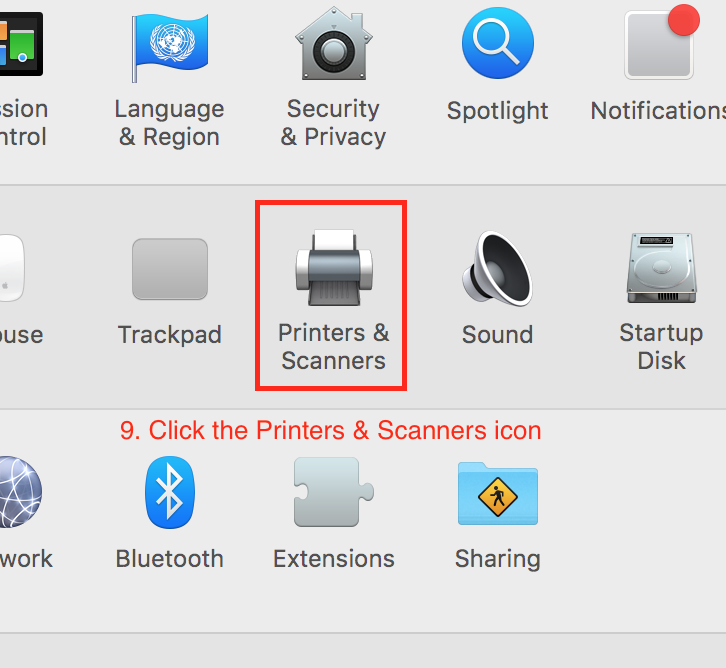 ssion
ntrol
Language
& Region
Security
& Privacy
Spotlight
Notifications
ouse
Trackpad
Printers &
Scanners
Sound
Startup
Disk
9. Click the Printers & Scanners icon
work
Bluetooth
Extensions
Sharing